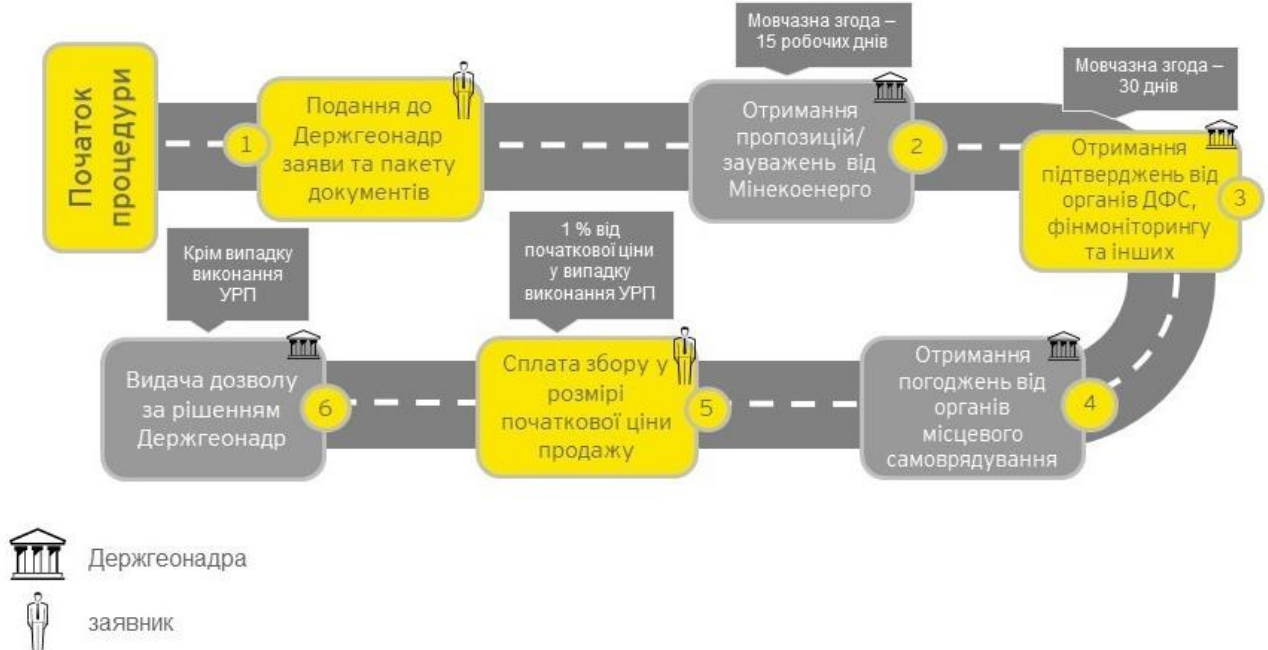 Початок
процедури
1
Подання до
Держгеонадр
заяви та пакету
документів
Мовчазна згода –
15 робочих днів
Отримання
пропозицій/
зауважень від
Мінекоенерго
2
Мовчазна згода –
30 днів
Отримання
підтверджень від
органів ДФС,
фінмоніторингу
та інших
3
Отримання
погоджень від
органів
місцевого
самоврядування
4
1 % від
початкової ціни
у випадку
виконання УРП
Сплата збору у
розмірі
початкової ціни
продажу
5
Крім випадку
виконання
УРП
Видача дозволу
за рішенням
Держгеонадр
6
Держгеонадра
заявник